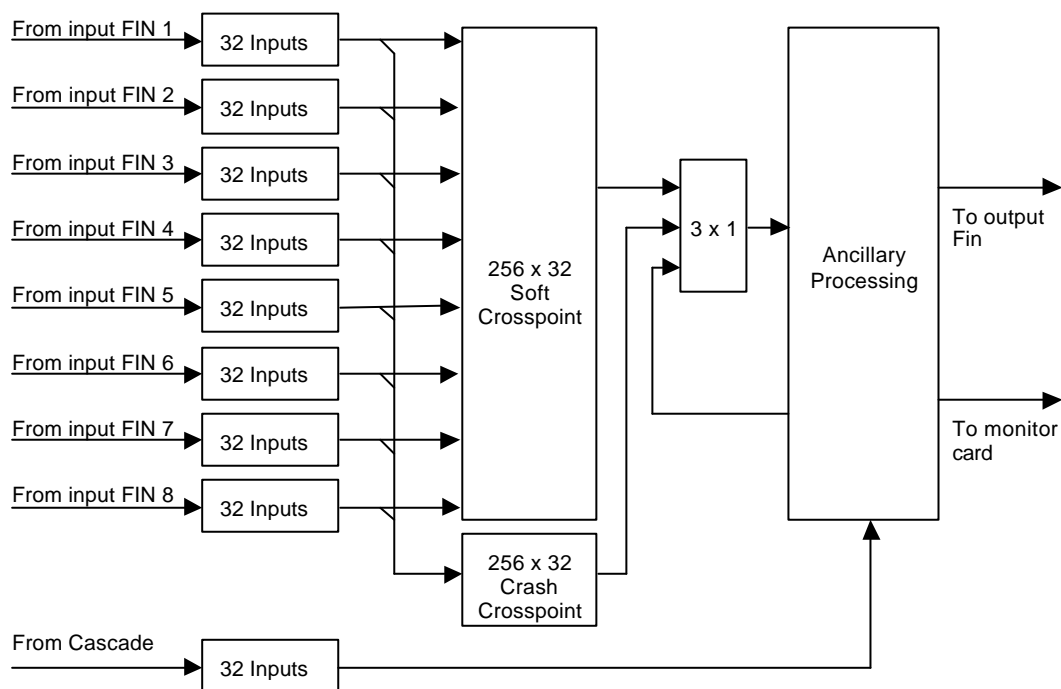 From input FIN 1
32 Inputs
From input FIN 2
32 Inputs
From input FIN 3
32 Inputs
From input FIN 4
32 Inputs
From input FIN 5
32 Inputs
From input FIN 6
32 Inputs
From input FIN 7
32 Inputs
From input FIN 8
32 Inputs
From Cascade
32 Inputs
256 x 32
Soft
Crosspoint
256 x 32
Crash
Crosspoint
3 x 1
Ancillary
Processing
To output
Fin
To monitor
card